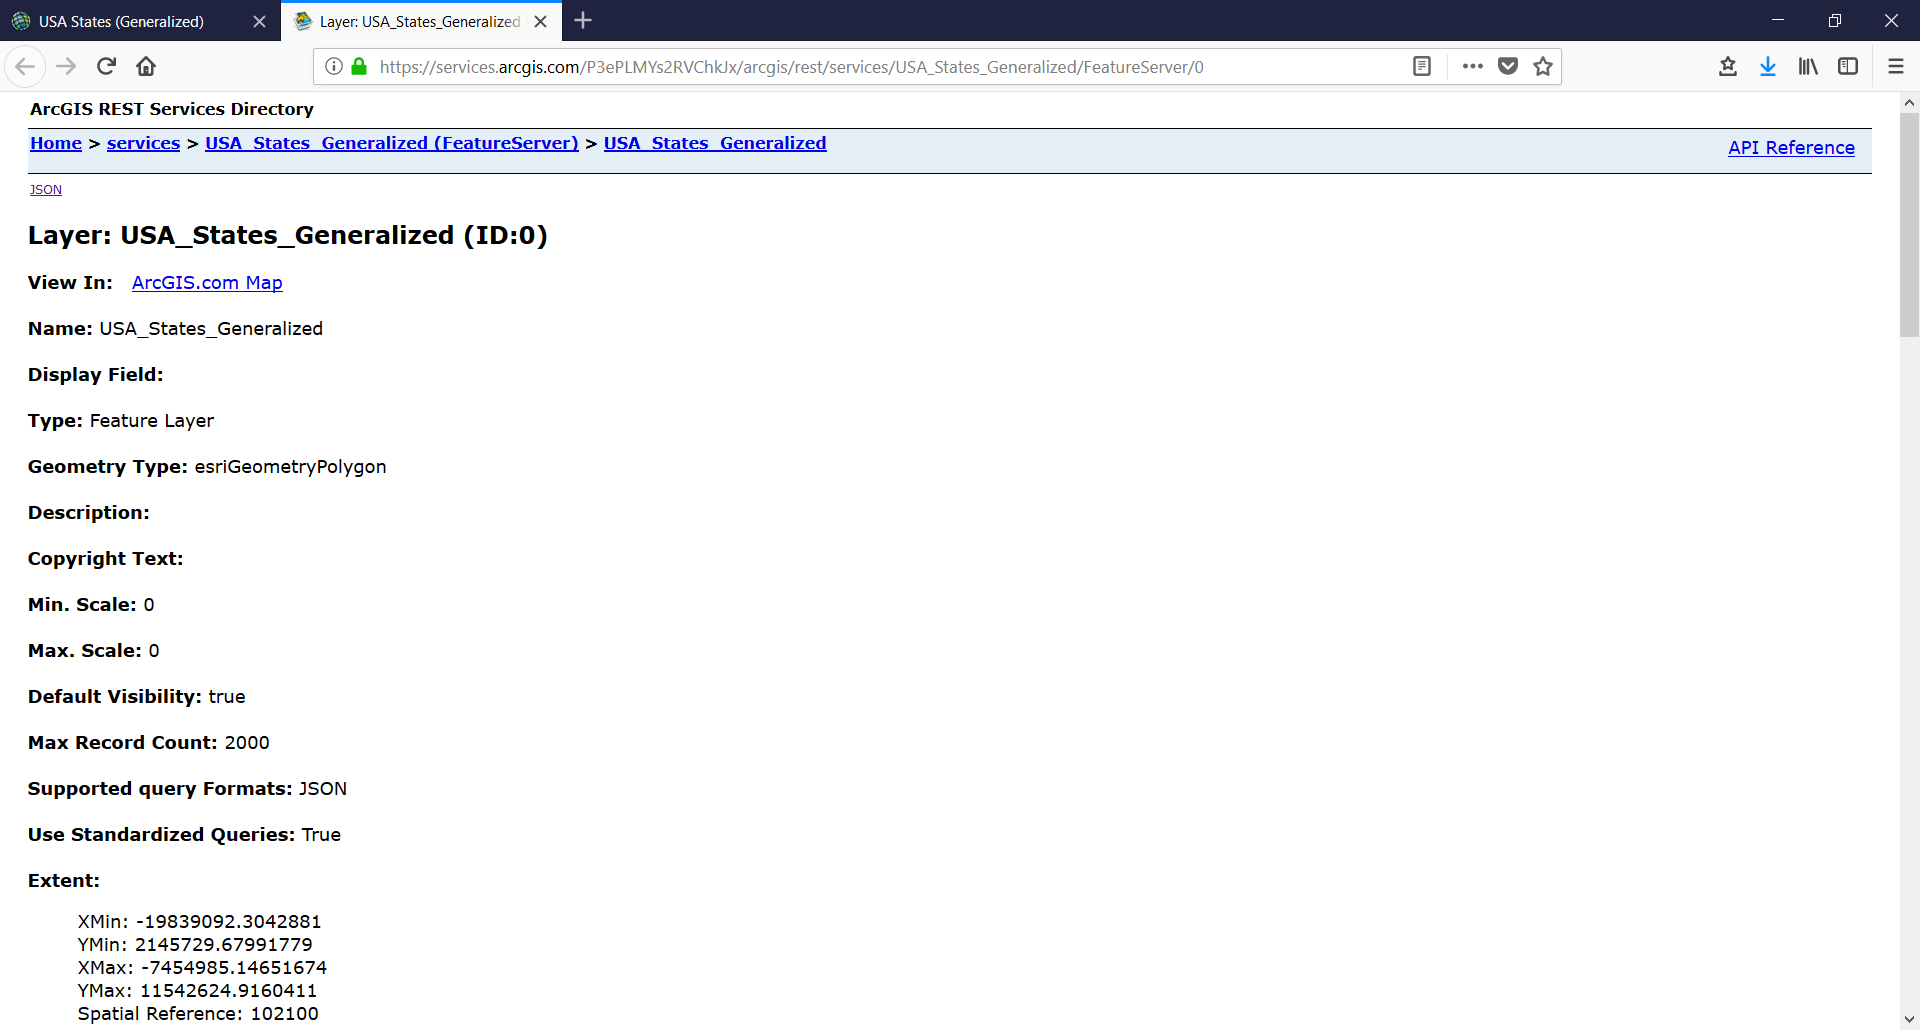 USA States (Generalized)
Layer: USA_States_Generalized
https://services.arcgis.com/P3ePLMYs2RVChkJx/arcgis/rest/services/USA_States_Generalized/FeatureServer/0
ArcGIS REST Services Directory
Home > services > USA_States_Generalized (FeatureServer) > USA_States_Generalized
API Reference
JSON
Layer: USA_States_Generalized (ID:0)
View In: ArcGIS.com Map
Name: USA_States_Generalized
Display Field:
Type: Feature Layer
Geometry Type: esriGeometryPolygon
Description:
Copyright Text:
Min. Scale: 0
Max. Scale: 0
Default Visibility: true
Max Record Count: 2000
Supported query Formats: JSON
Use Standardized Queries: True
Extent:
XMin: -19839092.3042881
YMin: 2145729.67991779
XMax: -7454985.14651674
YMax: 11542624.9160411
Spatial Reference: 102100